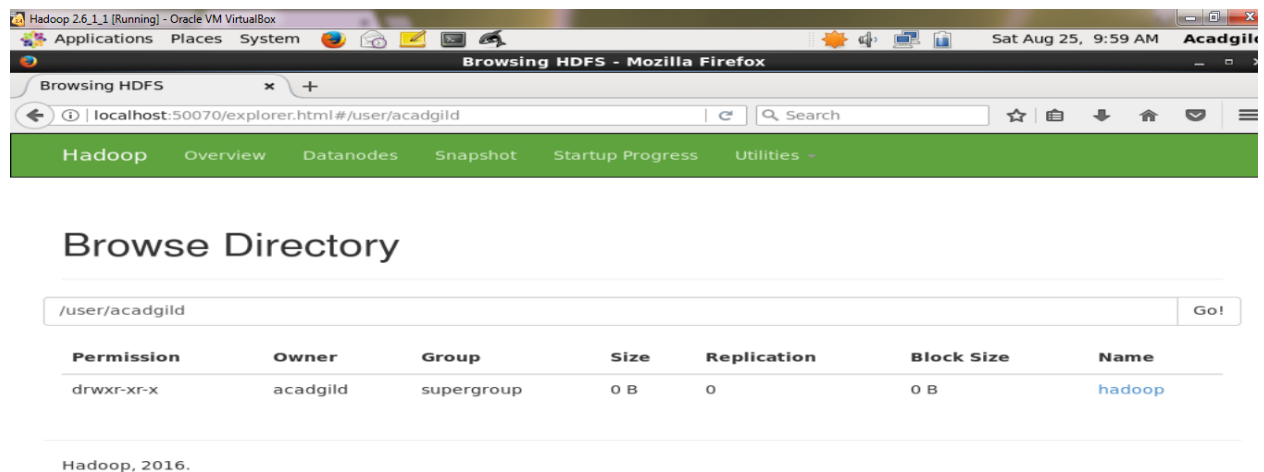 Hadoop 2.6_1_1 [Running] - Oracle VM VirtualBox
Applications Places System Sat Aug 25, 9:59 AM Acadgild
Browsing HDFS - Mozilla Firefox
Browsing HDFS
localhost:50070/explorer.html#/user/acadgild Search
Hadoop Overview Datanodes Snapshot Startup Progress Utilities
Browse Directory
/user/acadgild Go!
Permission Owner Group Size Replication Block Size Name
drwxr-xr-x acadgild supergroup 0 B 0 0 B hadoop
Hadoop, 2016.